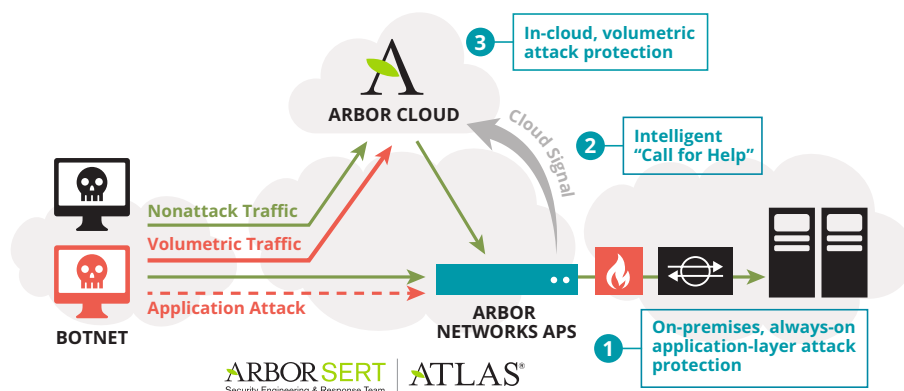 3
In-cloud, volumetric
attack protection
A
ARBOR CLOUD
Cloud Signal
2
Intelligent
“Call for Help”
Nonattack Traffic
Volumetric Traffic
Application Attack
BOTNET
ARBOR
NETWORKS APS
1
On-premises, always-on
application-layer attack
protection
ARBOR SERT
Security Engineering & Response Team
ATLAS®